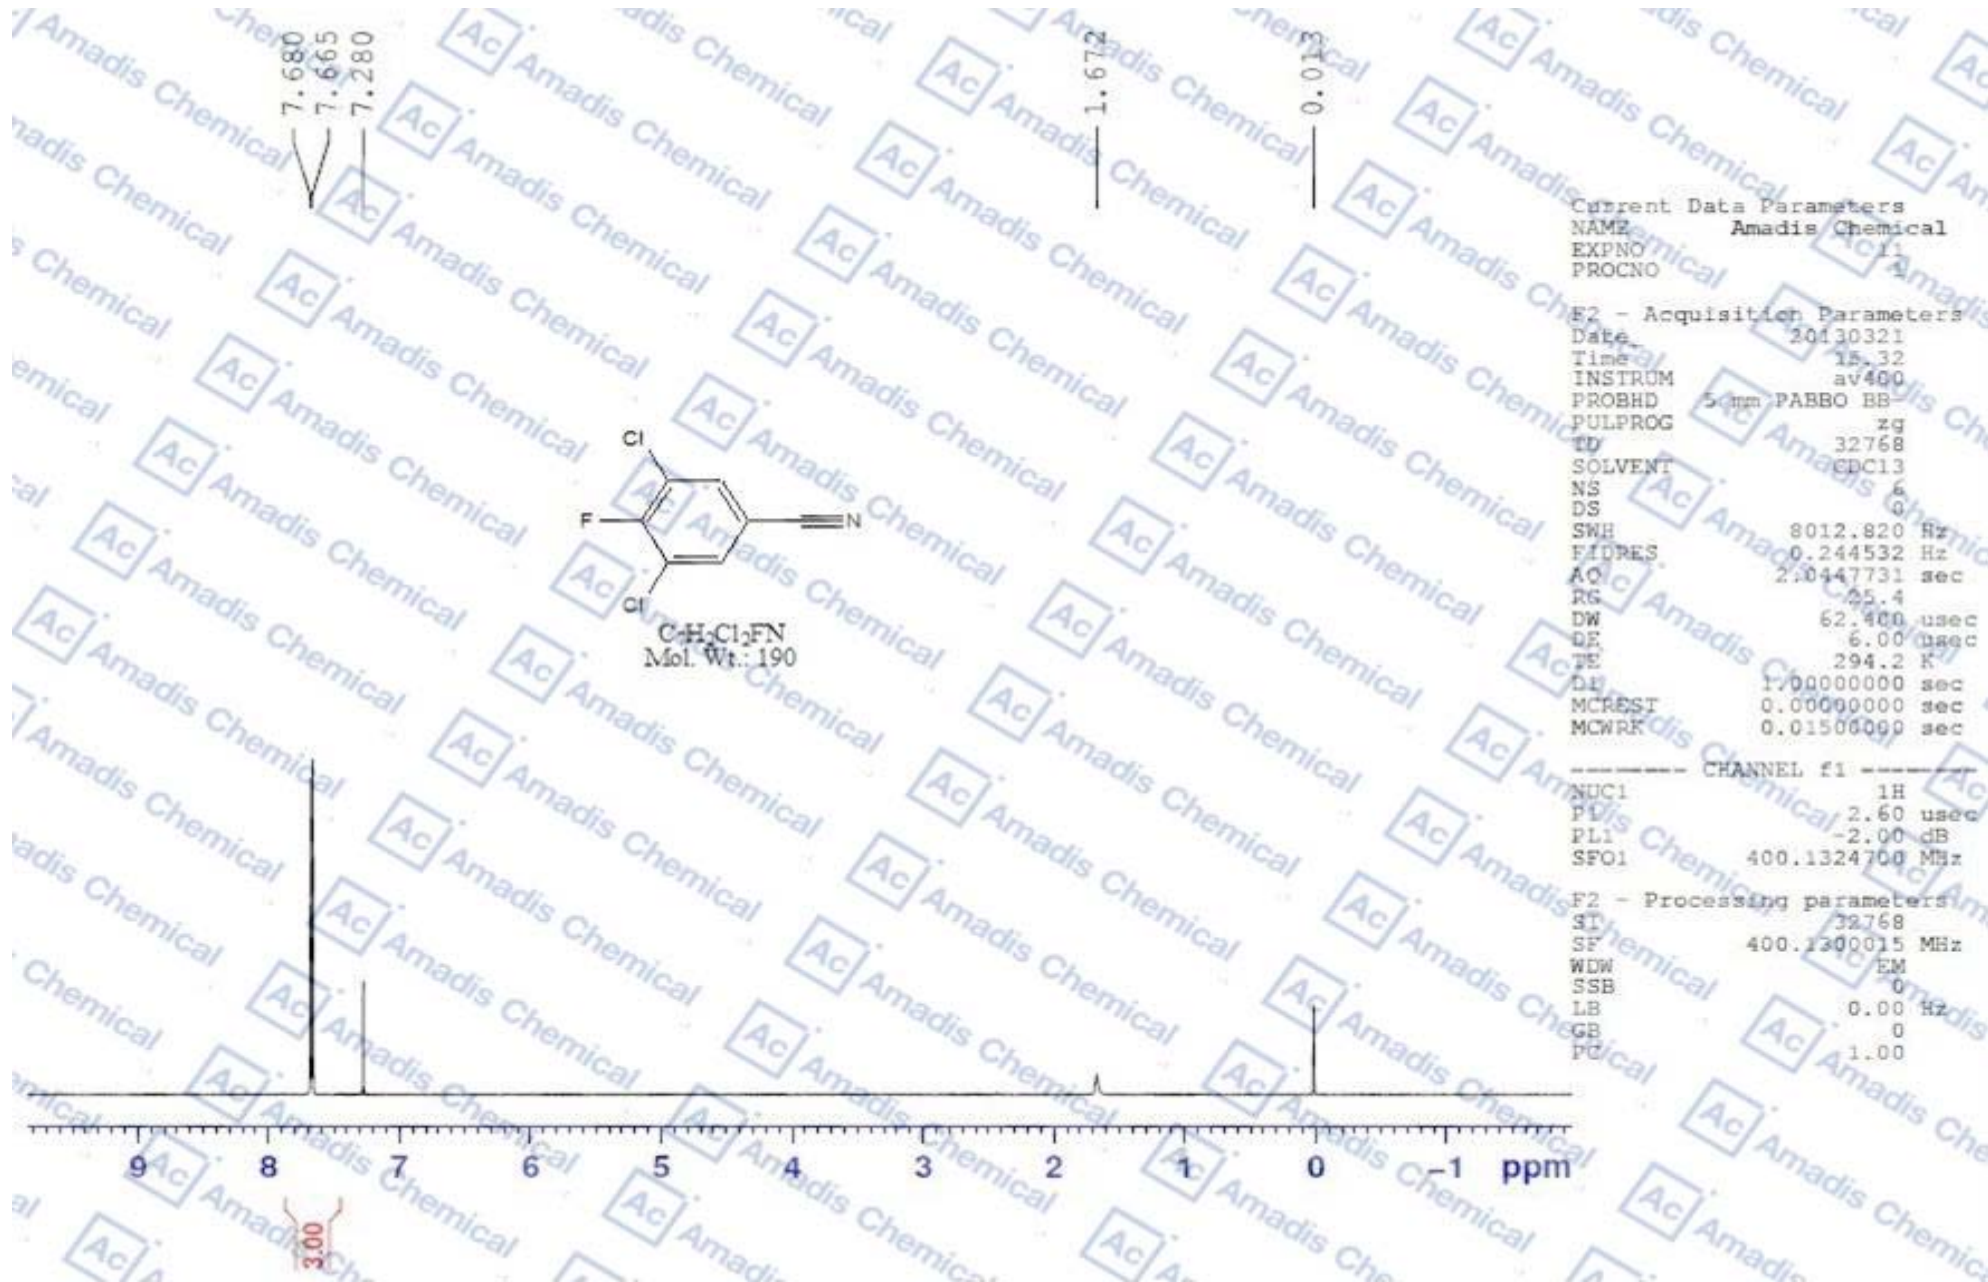 7.680
7.665
7.280
1.672
0.013
Current Data Parameters
NAME Amadis Chemical
EXPNO 11
PROCNO 1
F2 - Acquisition Parameters
Date_ 20130321
Time 15.32
INSTRUM av400
PROBHD 5 mm PABBO BB-
PULPROG zg
TD 32768
SOLVENT CDCl3
NS 6
DS 0
SWH 8012.820 Hz
FIDRES 0.244532 Hz
AQ 2.0447731 sec
RG 25.4
DW 62.400 usec
DE 6.00 usec
TE 294.2 K
D1 1.00000000 sec
MCREST 0.00000000 sec
MCWRK 0.01500000 sec
-------- CHANNEL f1 --------
NUC1 1H
P1 2.60 usec
PL1 -2.00 dB
SFO1 400.1324700 MHz
F2 - Processing parameters
SI 32768
SF 400.1300015 MHz
WDW EM
SSB 0
LB 0.00 Hz
GB 0
PC 1.00
Cl
F
N
Cl
C7H2Cl2FN
Mol. Wt.: 190
9 8 7 6 5 4 3 2 1 0 -1 ppm
3.00
Ac Amadis Chemical